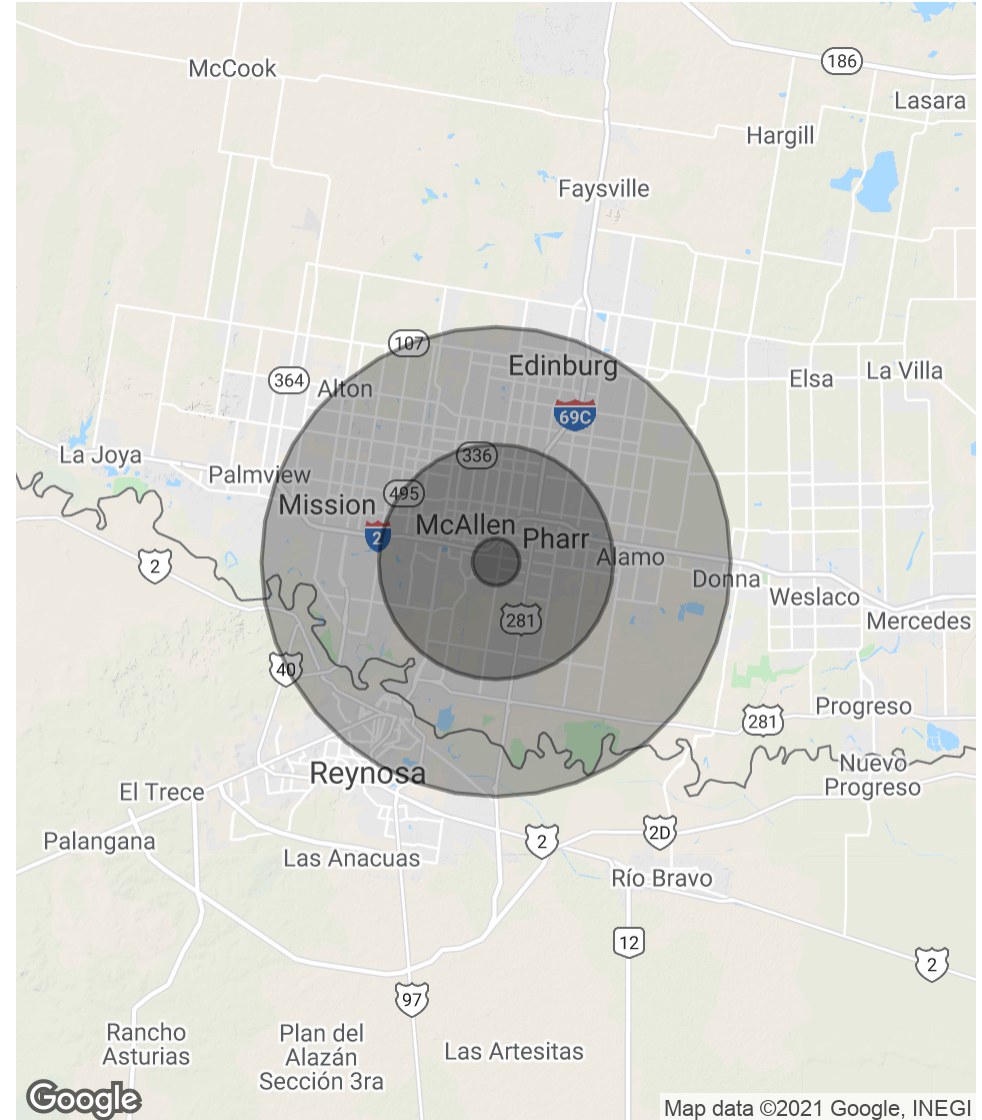 McCook
186
Lasara
Hargill
Faysville
107
Edinburg
364
Alton
Elsa
La Villa
69C
La Joya
336
Palmview
495
Mission
McAllen
2
Pharr
Alamo
2
Donna
Weslaco
Mercedes
281
40
Progreso
281
Nuevo
Progreso
Reynosa
El Trece
Palangana
2
2D
Las Anacuas
Río Bravo
12
2
97
Rancho
Asturias
Plan del
Alazán
Sección 3ra
Las Artesitas
Google
Map data ©2021 Google, INEGI